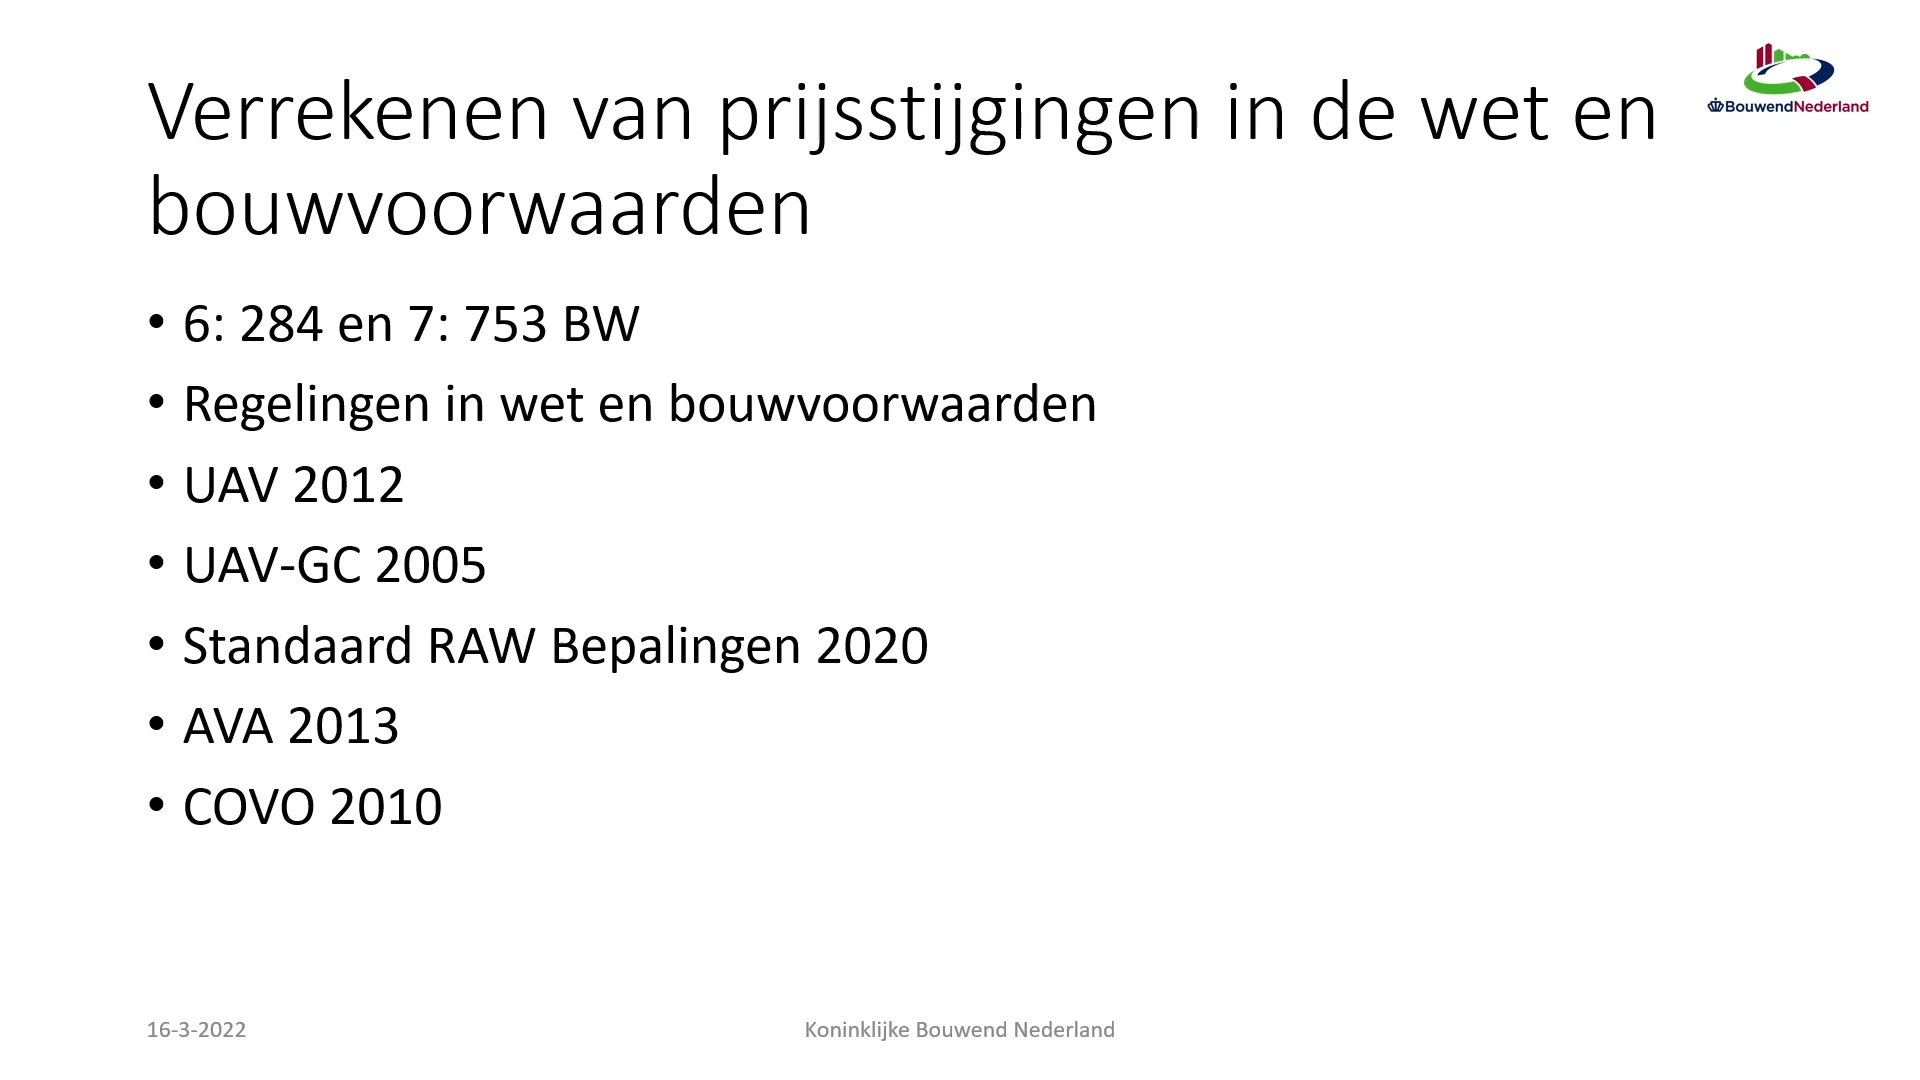 Verrekenen van prijsstijgingen in de wet en
bouwvoorwaarden
BouwendNederland
• 6: 284 en 7: 753 BW
• Regelingen in wet en bouwvoorwaarden
• UAV 2012
• UAV-GC 2005
• Standaard RAW Bepalingen 2020
• AVA 2013
• COVO 2010
16-3-2022
Koninklijke Bouwend Nederland